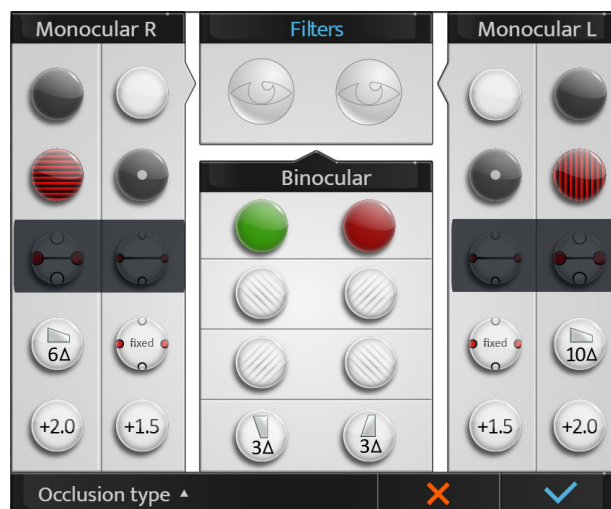 Monocular R
Filters
Monocular L
Binocular
6Δ
fixed
fixed
10Δ
+2.0
+1.5
3Δ
3Δ
+1.5
+2.0
Occlusion type